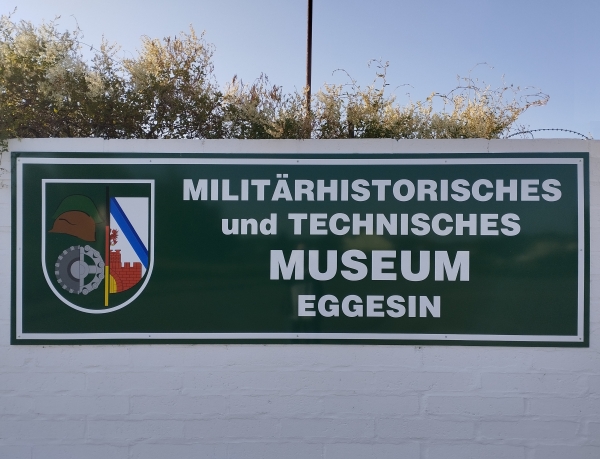 MILITÄRHISTORISCHES
und TECHNISCHES
MUSEUM
EGGESIN